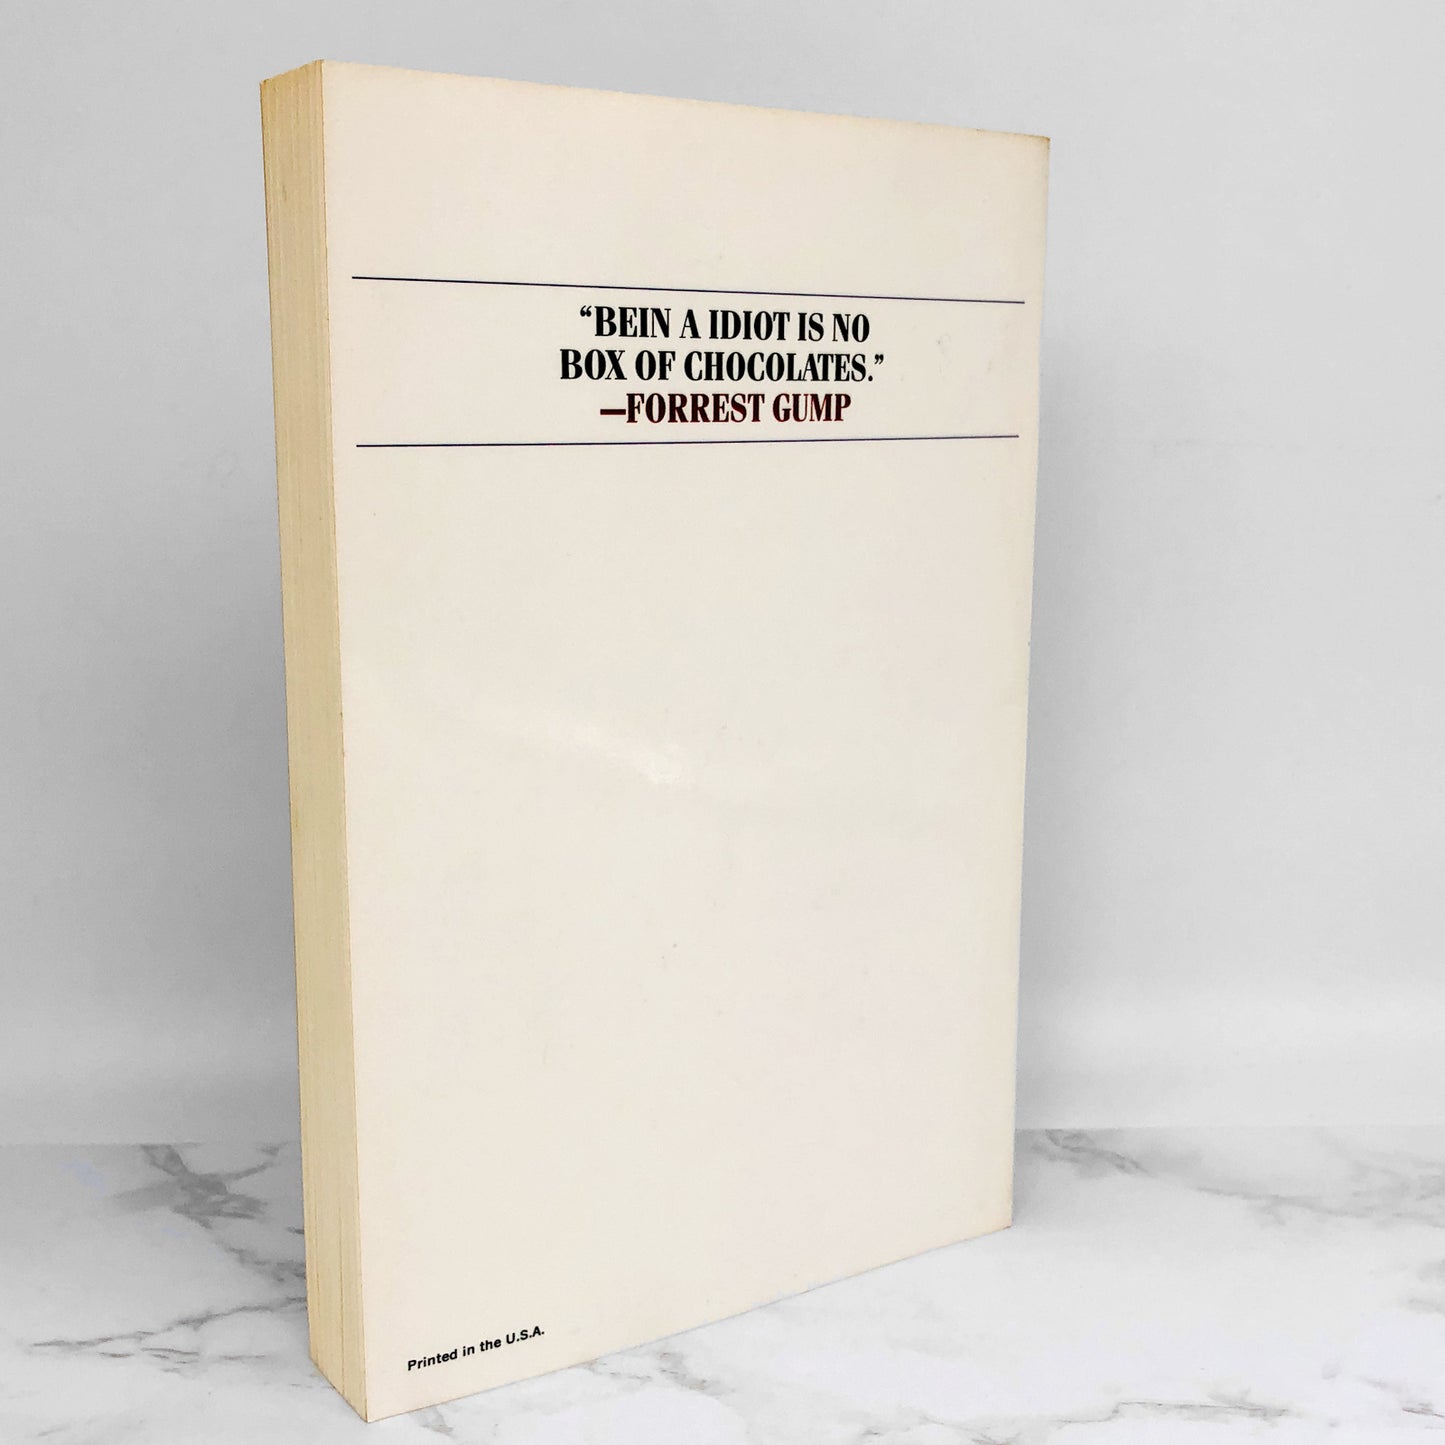 “BEIN A IDIOT IS NO
BOX OF CHOCOLATES.”
—FORREST GUMP
Printed in the U.S.A.